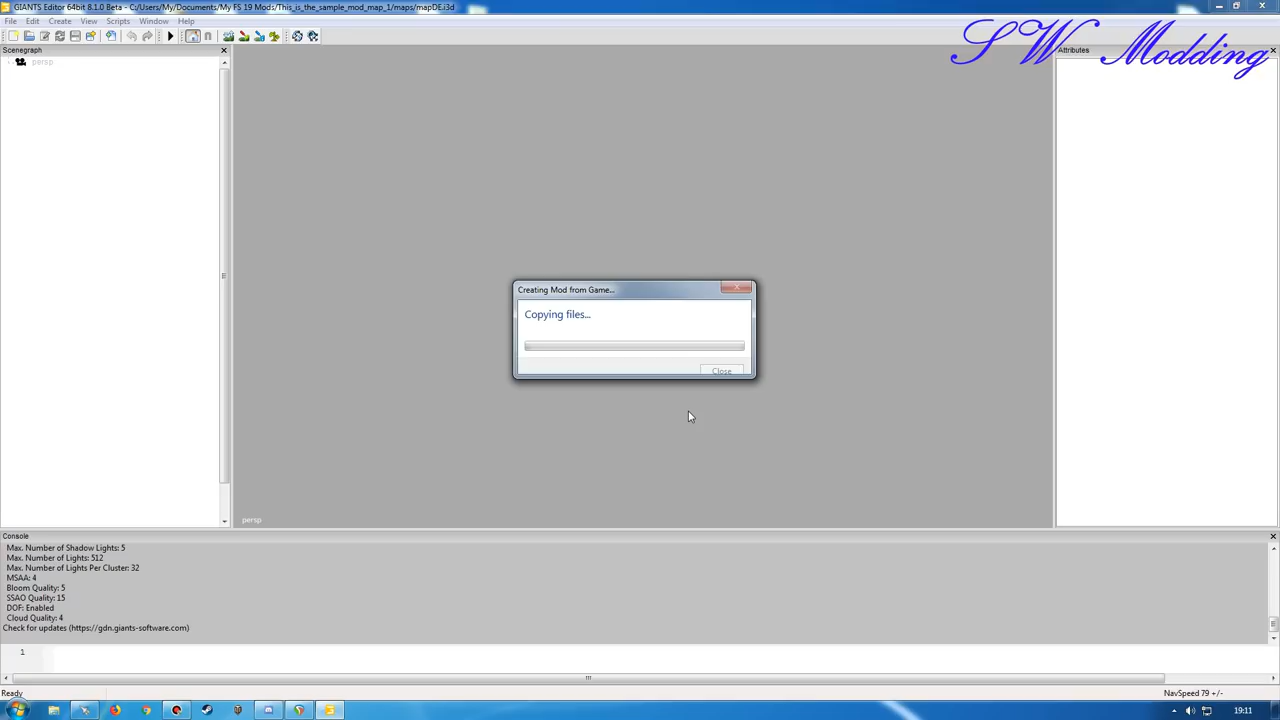 GIANTS Editor 64bit 8.1.0 Beta - C:/Users/My/Documents/My FS 19 Mods/This_is_the_sample_mod_map_1/maps/mapDE.i3d
File Edit Create View Scripts Window Help
SW Modding
Scenegraph
Attributes
persp
Creating Mod from Game...
Copying files...
Close
persp
Console
Max. Number of Shadow Lights: 5
Max. Number of Lights: 512
Max. Number of Lights Per Cluster: 32
MSAA: 4
Bloom Quality: 5
SSAO Quality: 15
DOF: Enabled
Cloud Quality: 4
Check for updates (https://gdn.giants-software.com)
1
Ready
NavSpeed 79 +/-
19:11